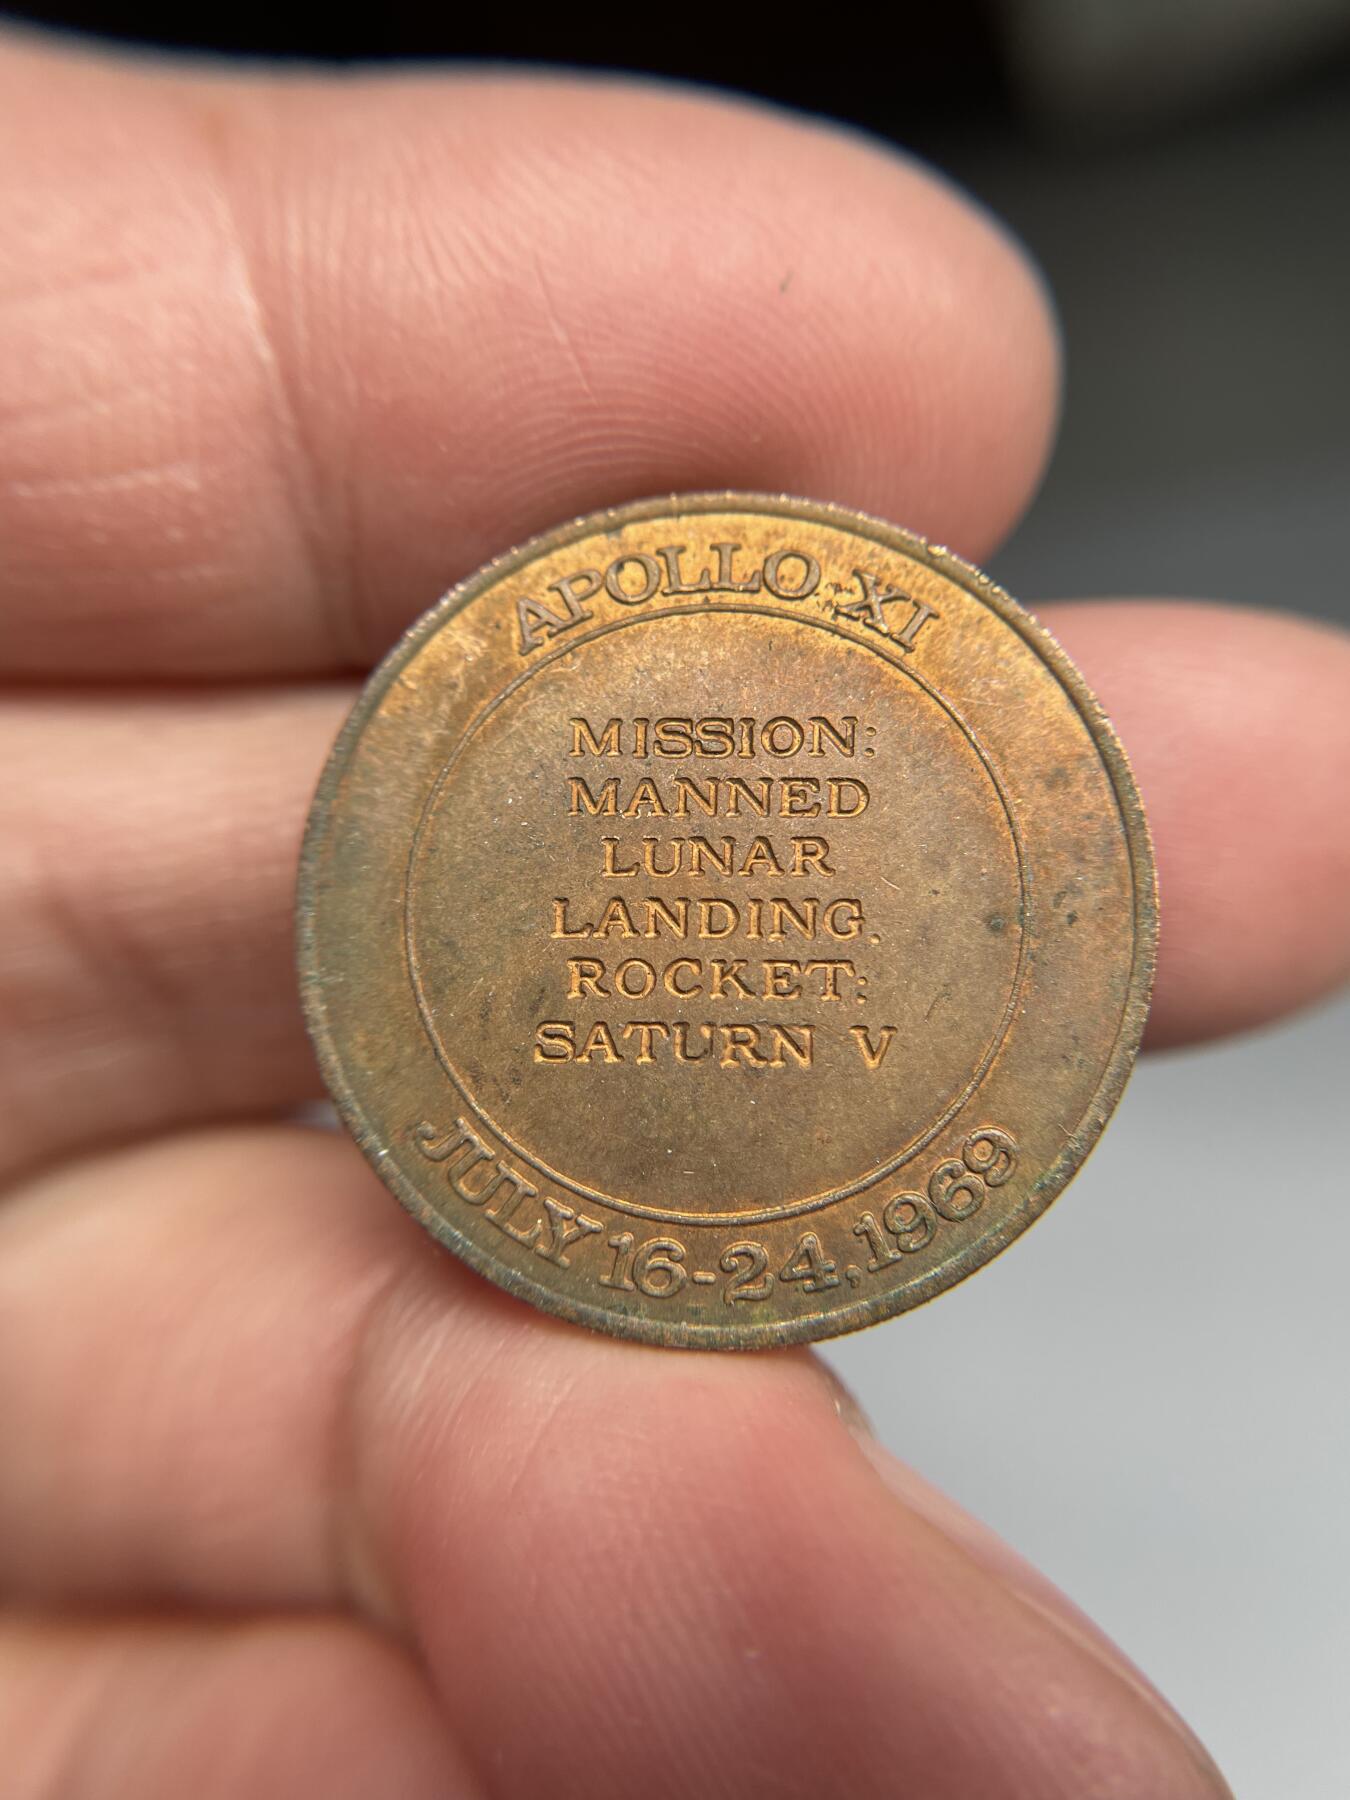 APOLLO XI
MISSION:
MANNED
LUNAR
LANDING.
ROCKET:
SATURN V
JULY 16-24, 1969